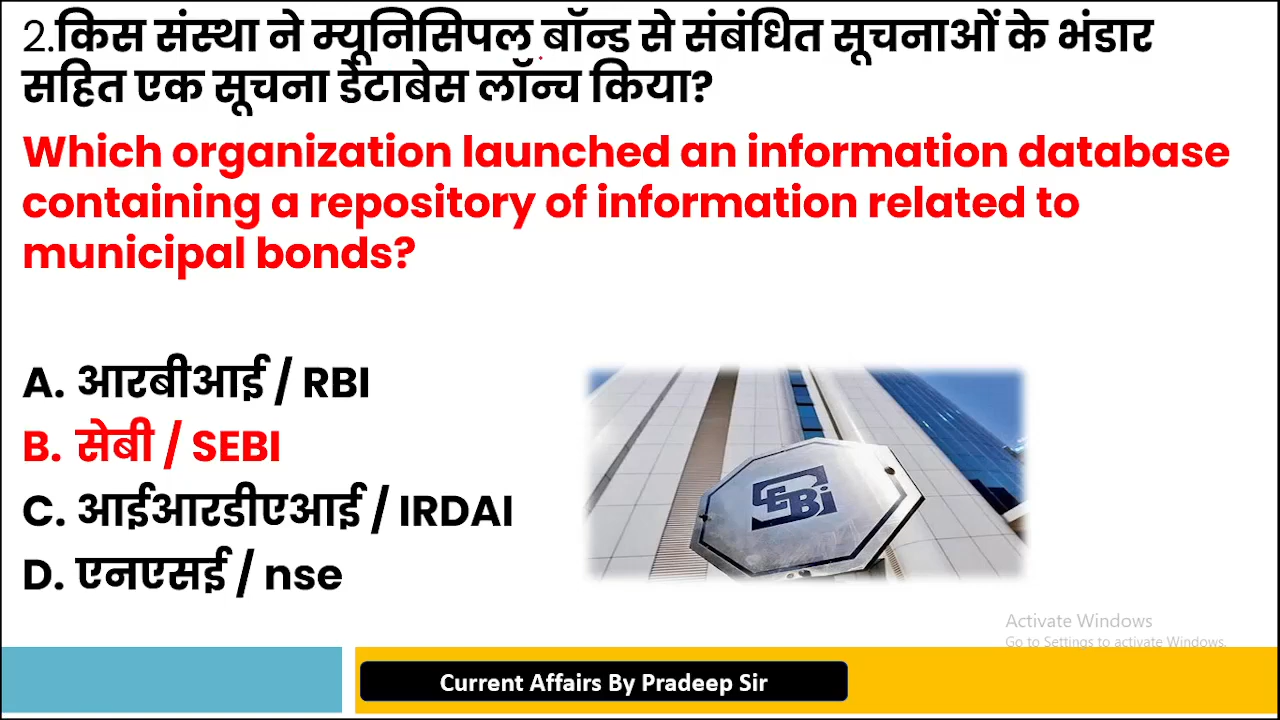 2.किस संस्था ने म्यूनिसिपल बॉन्ड से संबंधित सूचनाओं के भंडार
सहित एक सूचना डेटाबेस लॉन्च किया?
Which organization launched an information database
containing a repository of information related to
municipal bonds?
A. आरबीआई / RBI
B. सेबी / SEBI
C. आईआरडीएआई / IRDAI
D. एनएसई / nse
SEBI
Activate Windows
Go to Settings to activate Windows.
Current Affairs By Pradeep Sir